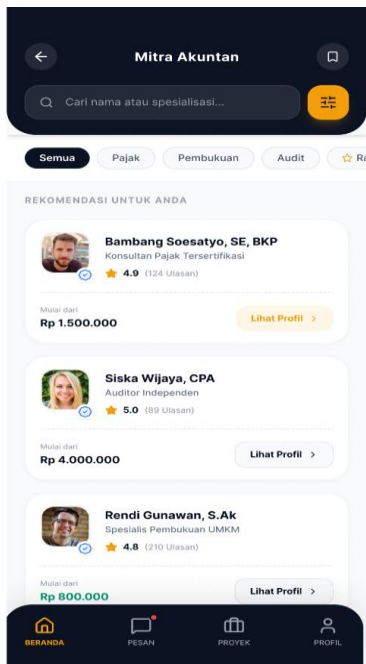 Mitra Akuntan
Cari nama atau spesialisasi...
Semua
Pajak
Pembukuan
Audit
Ra
REKOMENDASI UNTUK ANDA
Bambang Soesatyo, SE, BKP
Konsultan Pajak Tersertifikasi
4.9 (124 Ulasan)
Mulai dari
Rp 1.500.000
Lihat Profil
Siska Wijaya, CPA
Auditor Independen
5.0 (89 Ulasan)
Mulai dari
Rp 4.000.000
Lihat Profil
Rendi Gunawan, S.Ak
Spesialis Pembukuan UMKM
4.8 (210 Ulasan)
Mulai dari
Rp 800.000
Lihat Profil
BERANDA
PESAN
PROYEK
PROFIL